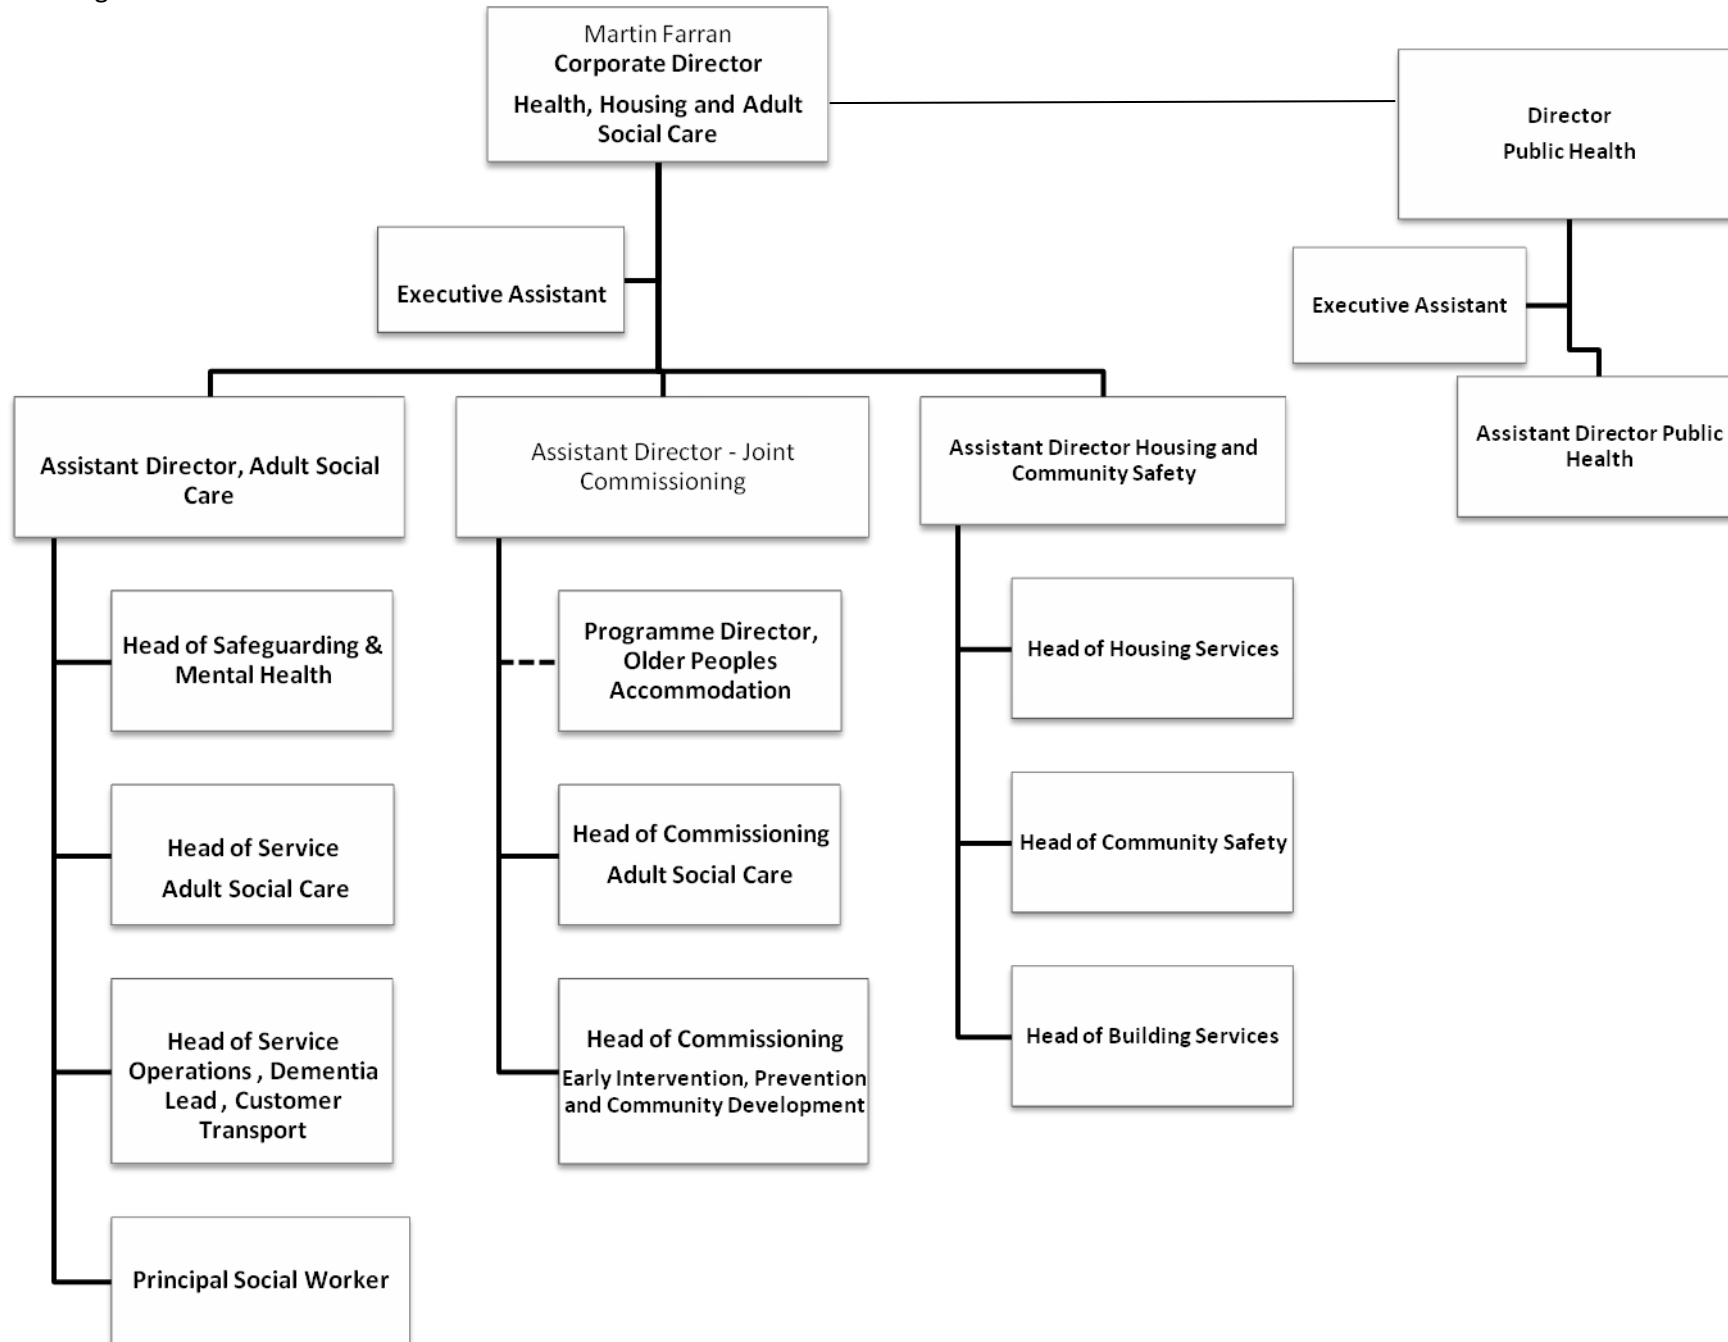 Martin Farran
Corporate Director
Health, Housing and Adult
Social Care
Director
Public Health
Executive Assistant
Executive Assistant
Assistant Director, Adult Social
Care
Assistant Director - Joint
Commissioning
Assistant Director Housing and
Community Safety
Assistant Director Public
Health
Head of Safeguarding &
Mental Health
Programme Director,
Older Peoples
Accommodation
Head of Housing Services
Head of Service
Adult Social Care
Head of Commissioning
Adult Social Care
Head of Community Safety
Head of Service
Operations , Dementia
Lead , Customer
Transport
Head of Commissioning
Early Intervention, Prevention
and Community Development
Head of Building Services
Principal Social Worker